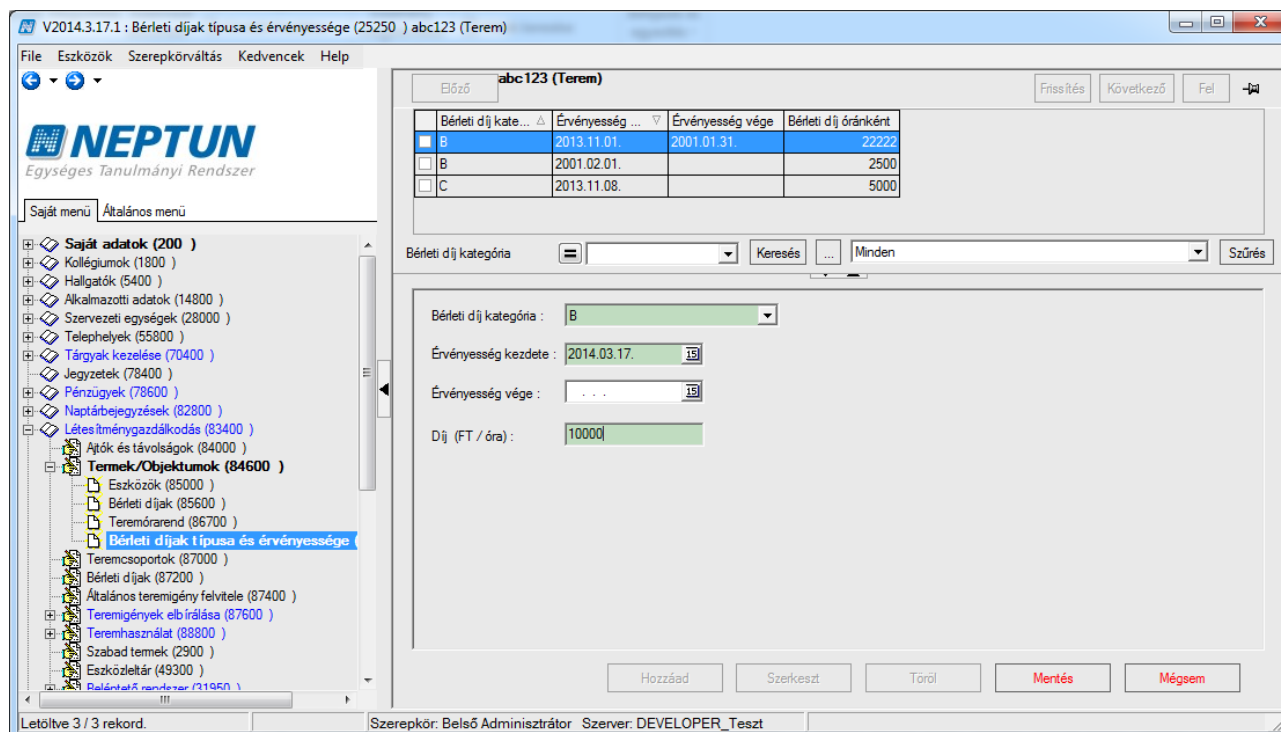 V2014.3.17.1 : Bérleti díjak típusa és érvényessége (25250 ) abc123 (Terem)
File Eszközök Szerepkörváltás Kedvencek Help
NEPTUN
Egységes Tanulmányi Rendszer
Saját menü Általános menü
Saját adatok (200 )
Kollégiumok (1800 )
Hallgatók (5400 )
Alkalmazotti adatok (14800 )
Szervezeti egységek (28000 )
Telephelyek (55800 )
Tárgyak kezelése (70400 )
Jegyzetek (78400 )
Pénzügyek (78600 )
Naptárbejegyzések (82800 )
Létesítménygazdálkodás (83400 )
Ajtók és távolságok (84000 )
Termek/Objektumok (84600 )
Eszközök (85000 )
Bérleti díjak (85600 )
Teremórarend (86700 )
Bérleti díjak típusa és érvényessége (
Teremcsoportok (87000 )
Bérleti díjak (87200 )
Általános teremigény felvitele (87400 )
Teremigények elbírálása (87600 )
Teremhasználat (88800 )
Szabad termek (2900 )
Eszközleltár (49300 )
Beléptető rendszer (31950 )
Előző abc123 (Terem) Frissítés Következő Fel
Bérleti díj kate... Érvényesség ... Érvényesség vége Bérleti díj óránként
B 2013.11.01. 2001.01.31. 22222
B 2001.02.01. 2500
C 2013.11.08. 5000
Bérleti díj kategória = Keresés ... Minden Szűrés
Bérleti díj kategória : B
Érvényesség kezdete : 2014.03.17. 15
Érvényesség vége : . . . 15
Díj (FT / óra) : 10000
Hozzáad Szerkeszt Töröl Mentés Mégsem
Letöltve 3 / 3 rekord. Szerepkör: Belső Adminisztrátor Szerver: DEVELOPER_Teszt